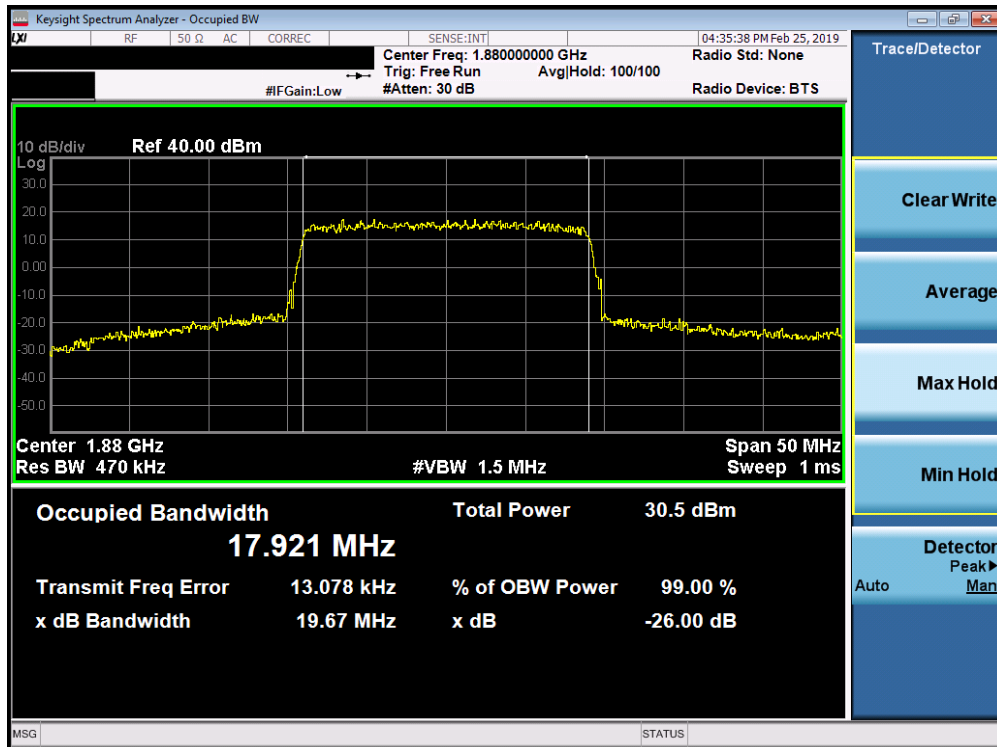 Keysight Spectrum Analyzer - Occupied BW
LXI RF 50 Ω AC CORREC SENSE:INT 04:35:38 PM Feb 25, 2019
Center Freq: 1.880000000 GHz Radio Std: None
Trig: Free Run Avg|Hold: 100/100
#IFGain:Low #Atten: 30 dB Radio Device: BTS
Trace/Detector
10 dB/div Ref 40.00 dBm
Log
30.0
20.0
10.0
0.00
-10.0
-20.0
-30.0
-40.0
-50.0
Center 1.88 GHz Span 50 MHz
Res BW 470 kHz #VBW 1.5 MHz Sweep 1 ms
Occupied Bandwidth Total Power 30.5 dBm
17.921 MHz
Transmit Freq Error 13.078 kHz % of OBW Power 99.00 %
x dB Bandwidth 19.67 MHz x dB -26.00 dB
Clear Write
Average
Max Hold
Min Hold
Detector
Peak▶
Auto Man
MSG STATUS